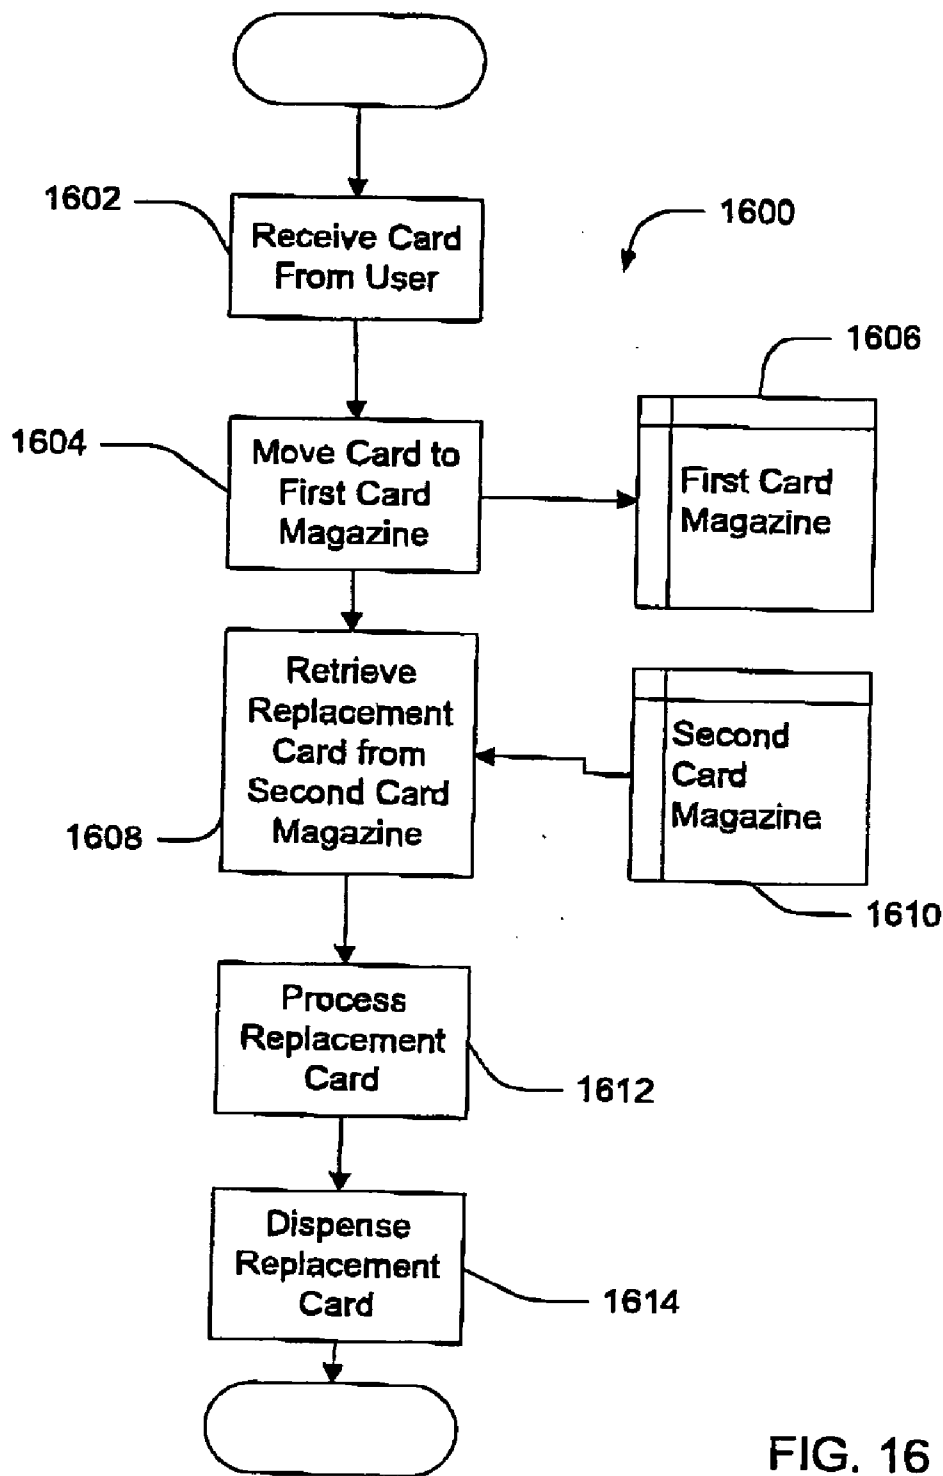 1602
Receive Card
From User
1600
1606
1604
Move Card to
First Card
Magazine
First Card
Magazine
Retrieve
Replacement
Card from
Second Card
Magazine
1608
Second
Card
Magazine
1610
Process
Replacement
Card
1612
Dispense
Replacement
Card
1614
FIG. 16